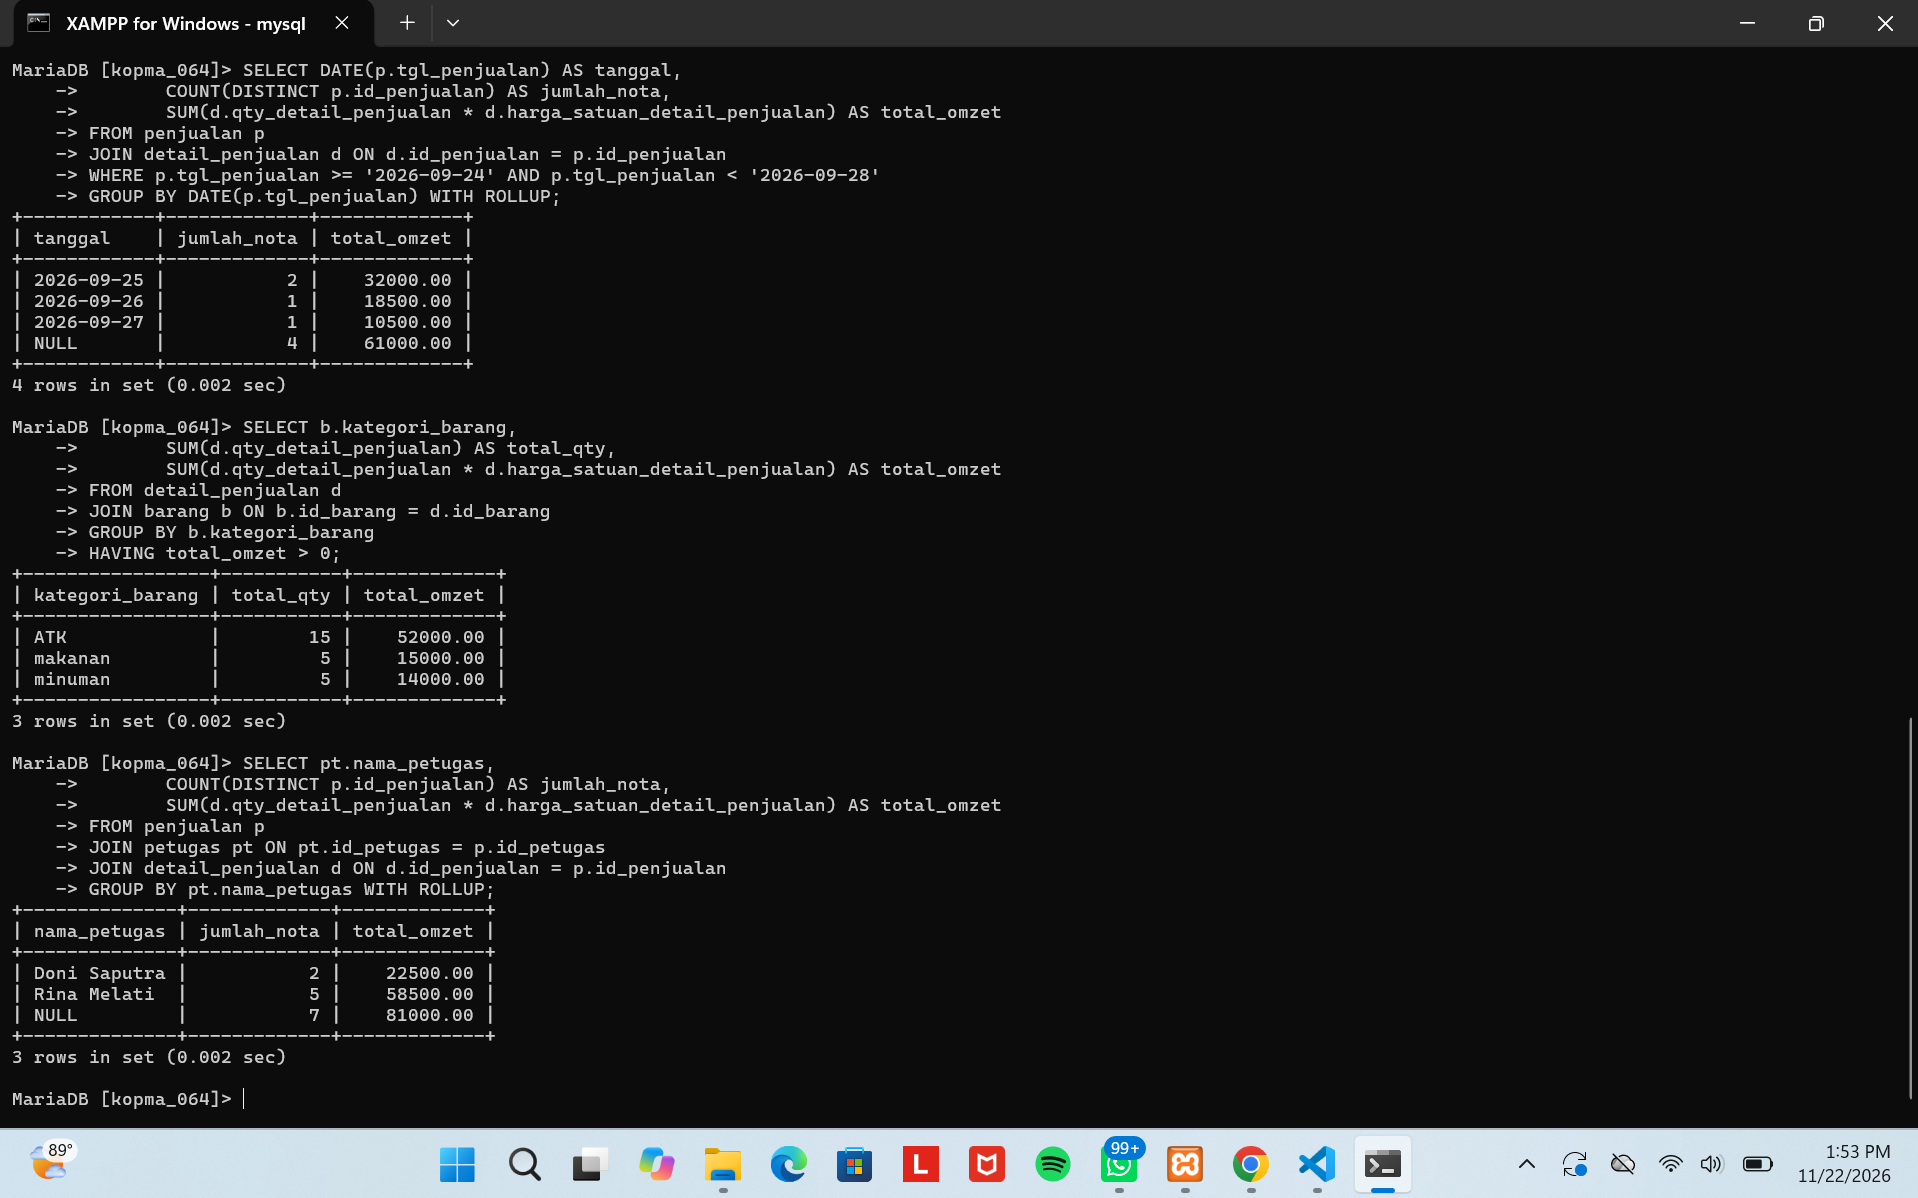 XAMPP for Windows - mysql
MariaDB [kopma_064]> SELECT DATE(p.tgl_penjualan) AS tanggal,
    ->        COUNT(DISTINCT p.id_penjualan) AS jumlah_nota,
    ->        SUM(d.qty_detail_penjualan * d.harga_satuan_detail_penjualan) AS total_omzet
    -> FROM penjualan p
    -> JOIN detail_penjualan d ON d.id_penjualan = p.id_penjualan
    -> WHERE p.tgl_penjualan >= '2026-09-24' AND p.tgl_penjualan < '2026-09-28'
    -> GROUP BY DATE(p.tgl_penjualan) WITH ROLLUP;
+------------+-------------+-------------+
| tanggal    | jumlah_nota | total_omzet |
+------------+-------------+-------------+
| 2026-09-25 |           2 |    32000.00 |
| 2026-09-26 |           1 |    18500.00 |
| 2026-09-27 |           1 |    10500.00 |
| NULL       |           4 |    61000.00 |
+------------+-------------+-------------+
4 rows in set (0.002 sec)
MariaDB [kopma_064]> SELECT b.kategori_barang,
    ->        SUM(d.qty_detail_penjualan) AS total_qty,
    ->        SUM(d.qty_detail_penjualan * d.harga_satuan_detail_penjualan) AS total_omzet
    -> FROM detail_penjualan d
    -> JOIN barang b ON b.id_barang = d.id_barang
    -> GROUP BY b.kategori_barang
    -> HAVING total_omzet > 0;
+-----------------+-----------+-------------+
| kategori_barang | total_qty | total_omzet |
+-----------------+-----------+-------------+
| ATK             |        15 |    52000.00 |
| makanan         |         5 |    15000.00 |
| minuman         |         5 |    14000.00 |
+-----------------+-----------+-------------+
3 rows in set (0.002 sec)
MariaDB [kopma_064]> SELECT pt.nama_petugas,
    ->        COUNT(DISTINCT p.id_penjualan) AS jumlah_nota,
    ->        SUM(d.qty_detail_penjualan * d.harga_satuan_detail_penjualan) AS total_omzet
    -> FROM penjualan p
    -> JOIN petugas pt ON pt.id_petugas = p.id_petugas
    -> JOIN detail_penjualan d ON d.id_penjualan = p.id_penjualan
    -> GROUP BY pt.nama_petugas WITH ROLLUP;
+--------------+-------------+-------------+
| nama_petugas | jumlah_nota | total_omzet |
+--------------+-------------+-------------+
| Doni Saputra |           2 |    22500.00 |
| Rina Melati  |           5 |    58500.00 |
| NULL         |           7 |    81000.00 |
+--------------+-------------+-------------+
3 rows in set (0.002 sec)
MariaDB [kopma_064]>
89°
L
99+
1:53 PM
11/22/2026